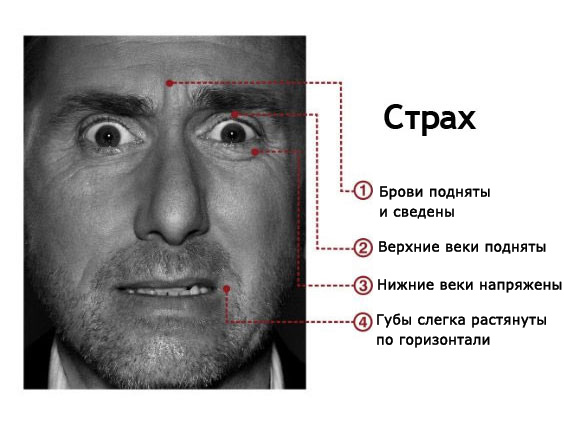 Страх
1 Брови подняты
и сведены
2 Верхние веки подняты
3 Нижние веки напряжены
4 Губы слегка растянуты
по горизонтали